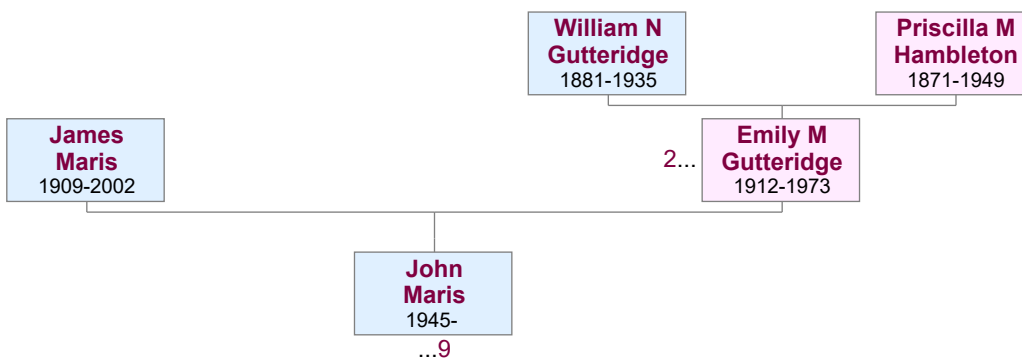 William N
Gutteridge
1881-1935
Priscilla M
Hambleton
1871-1949
James
Maris
1909-2002
2...
Emily M
Gutteridge
1912-1973
John
Maris
1945-
...9